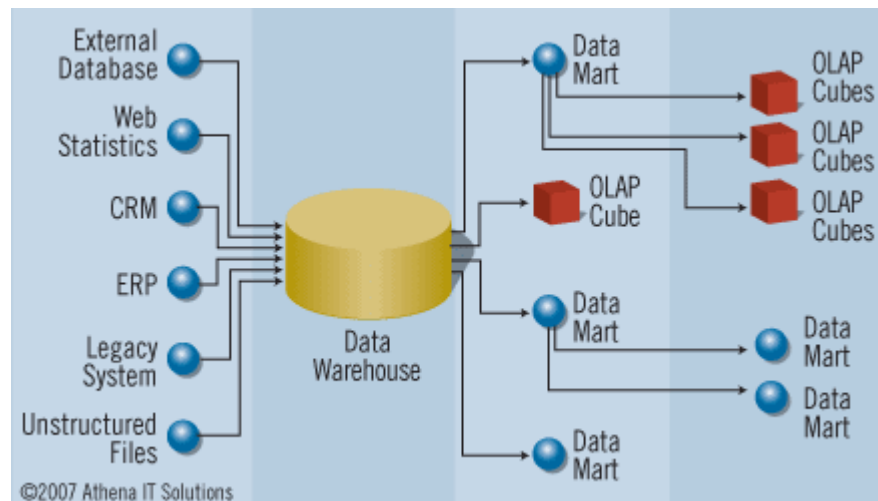 External
Database
Web
Statistics
CRM
ERP
Legacy
System
Unstructured
Files
©2007 Athena IT Solutions
Data
Warehouse
Data
Mart
OLAP
Cube
Data
Mart
Data
Mart
OLAP
Cubes
OLAP
Cubes
OLAP
Cubes
Data
Mart
Data
Mart